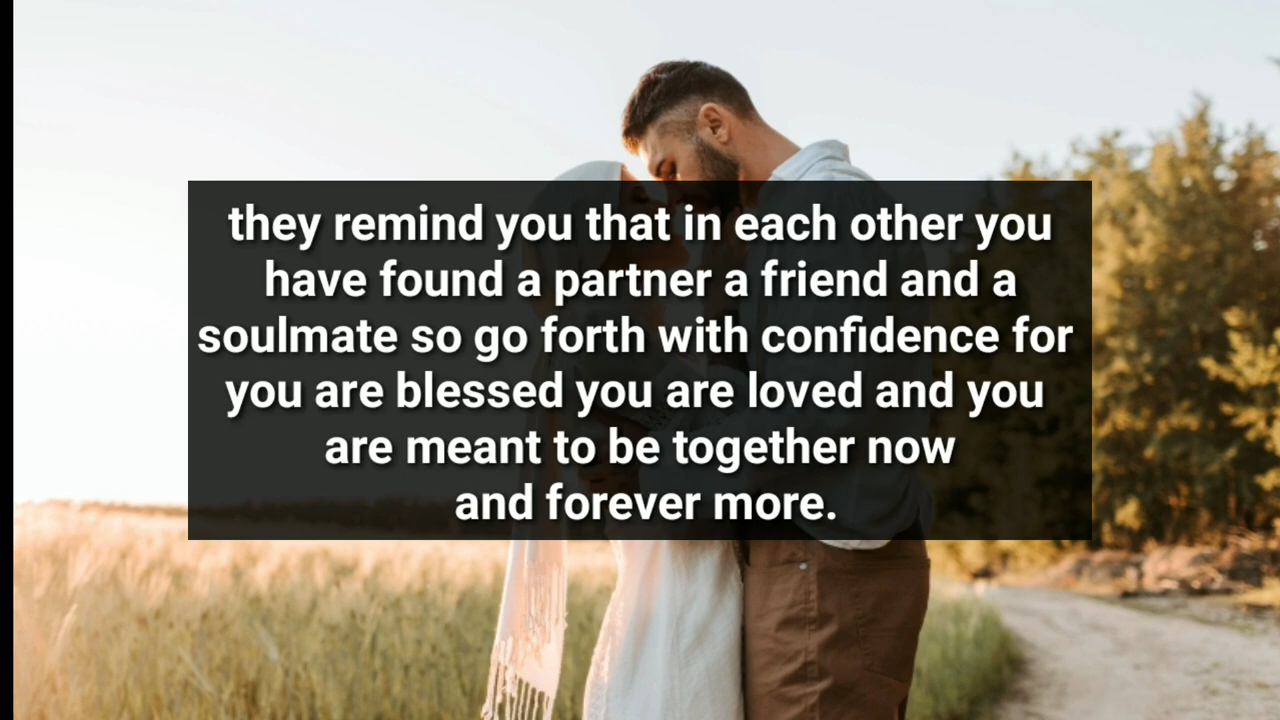 they remind you that in each other you
have found a partner a friend and a
soulmate so go forth with confidence for
you are blessed you are loved and you
are meant to be together now
and forever more.